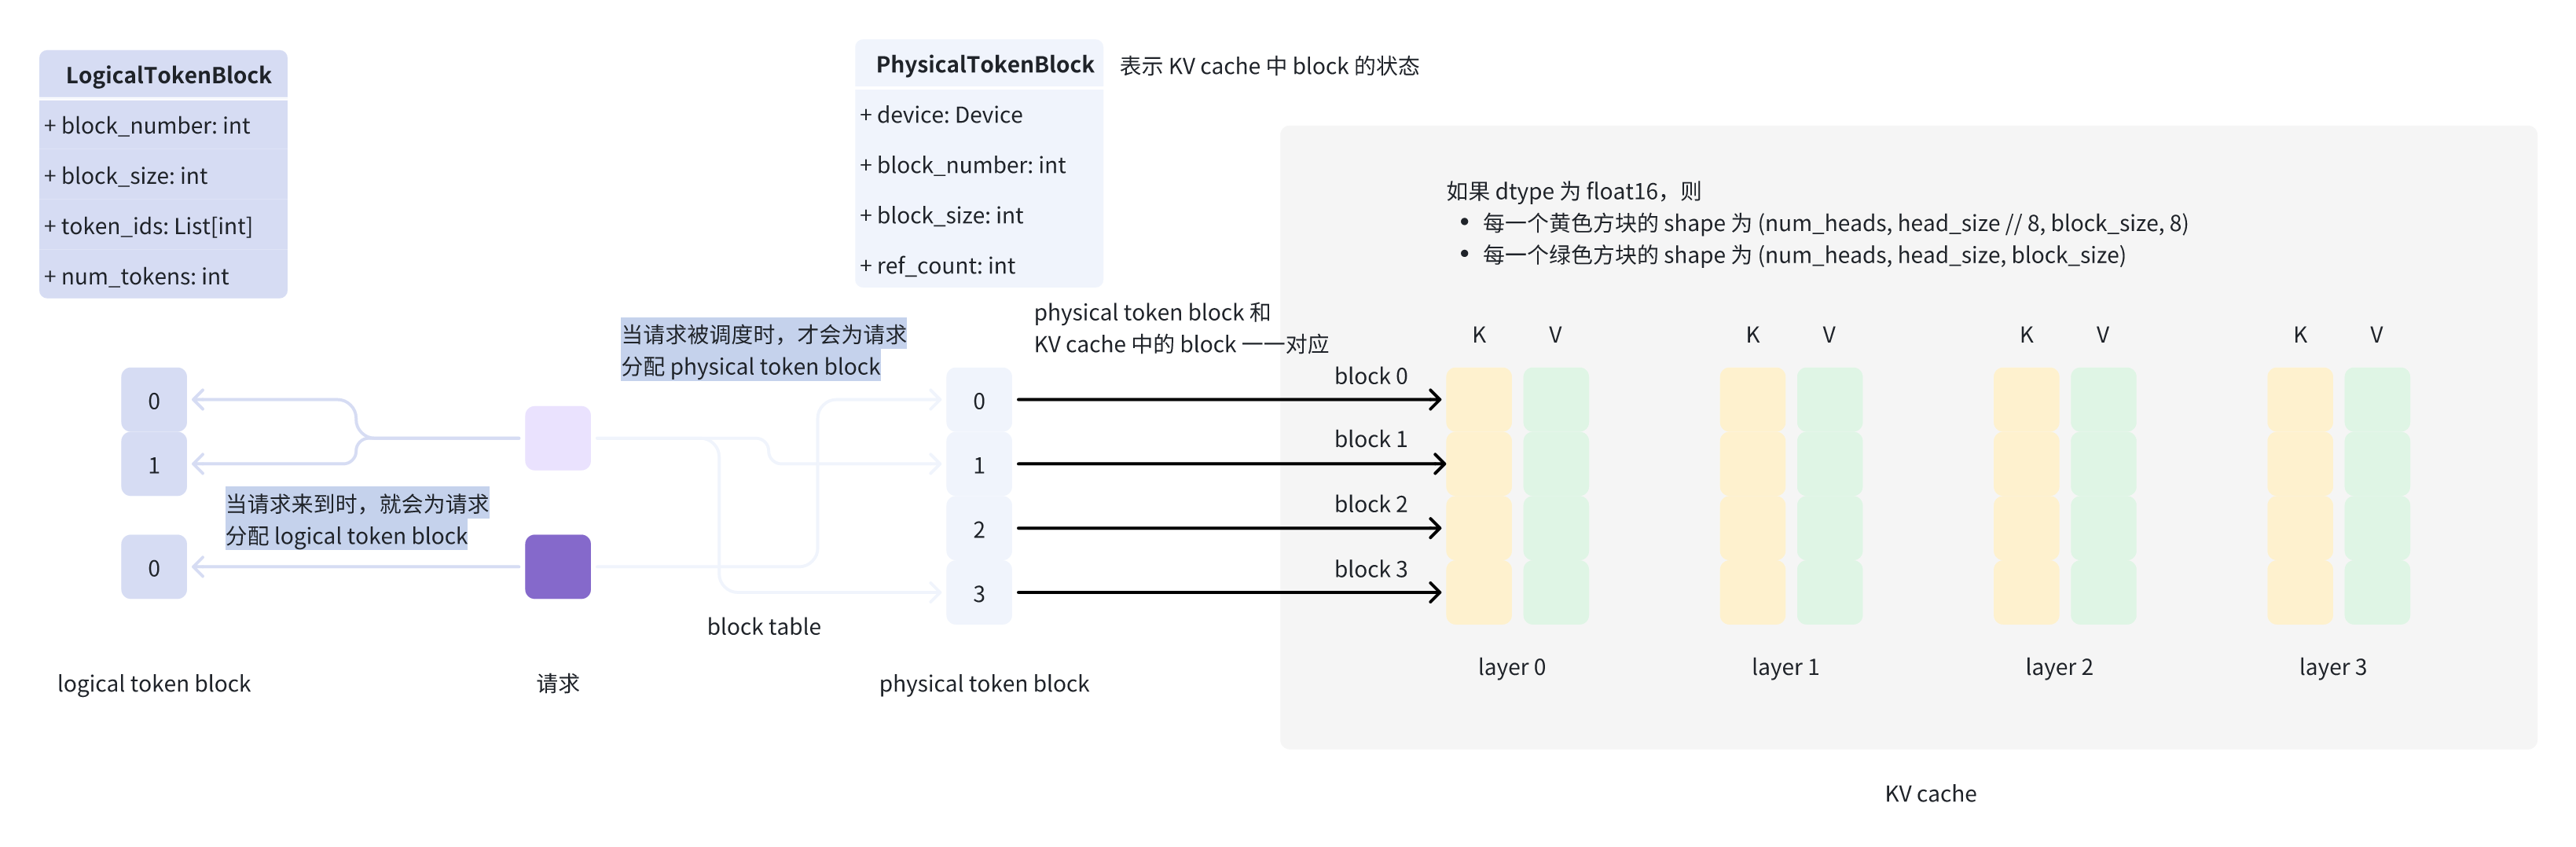 LogicalTokenBlock
+ block_number: int
+ block_size: int
+ token_ids: List[int]
+ num_tokens: int
PhysicalTokenBlock
+ device: Device
+ block_number: int
+ block_size: int
+ ref_count: int
表示 KV cache 中 block 的状态
如果 dtype 为 float16，则
• 每一个黄色方块的 shape 为 (num_heads, head_size // 8, block_size, 8)
• 每一个绿色方块的 shape 为 (num_heads, head_size, block_size)
当请求被调度时，才会为请求
分配 physical token block
physical token block 和
KV cache 中的 block 一一对应
当请求来到时，就会为请求
分配 logical token block
0
1
0
0
1
2
3
block 0
block 1
block 2
block 3
K V
K V
K V
K V
layer 0
layer 1
layer 2
layer 3
block table
logical token block
请求
physical token block
KV cache